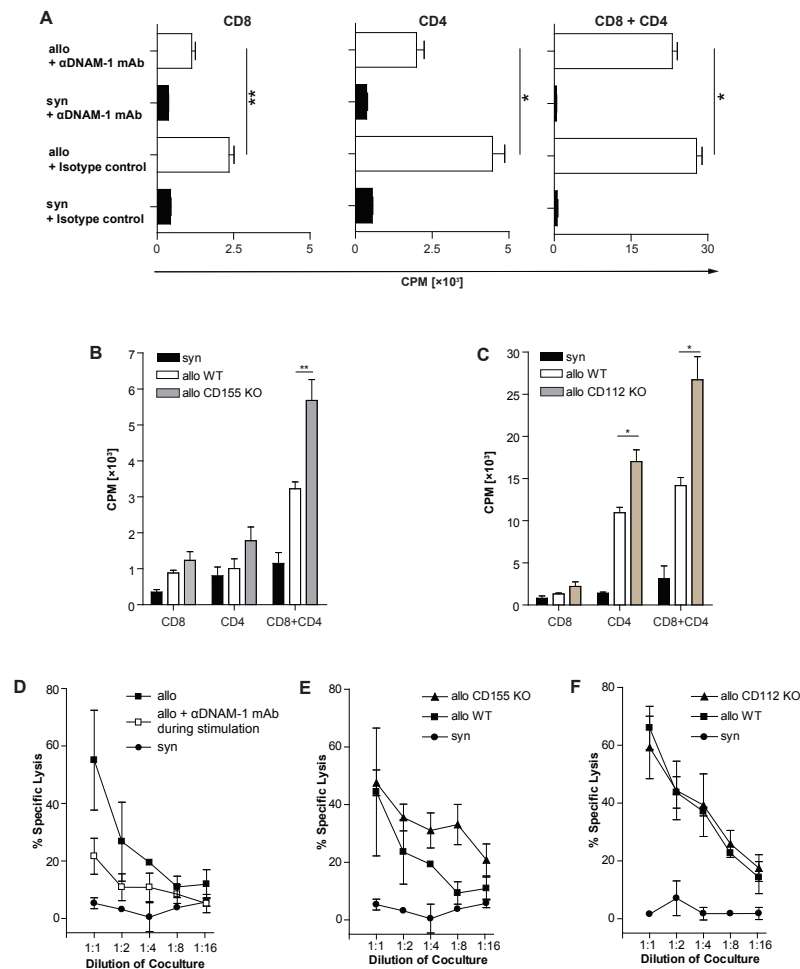 A
CD8
CD4
CD8 + CD4
allo
+ αDNAM-1 mAb
syn
+ αDNAM-1 mAb
allo
+ Isotype control
syn
+ Isotype control
**
*
*
0 2.5 5
0 2.5 5
0 15 30
CPM [×10³]
B
syn
allo WT
allo CD155 KO
**
7
6
5
4
3
2
1
0
CPM [×10³]
CD8 CD4 CD8+CD4
C
syn
allo WT
allo CD112 KO
*
*
30
25
20
15
10
5
0
CPM [×10³]
CD8 CD4 CD8+CD4
D
allo
allo + αDNAM-1 mAb
during stimulation
syn
80
60
40
20
0
% Specific Lysis
1:1 1:2 1:4 1:8 1:16
Dilution of Coculture
E
allo CD155 KO
allo WT
syn
80
60
40
20
0
% Specific Lysis
1:1 1:2 1:4 1:8 1:16
Dilution of Coculture
F
allo CD112 KO
allo WT
syn
80
60
40
20
0
% Specific Lysis
1:1 1:2 1:4 1:8 1:16
Dilution of Coculture